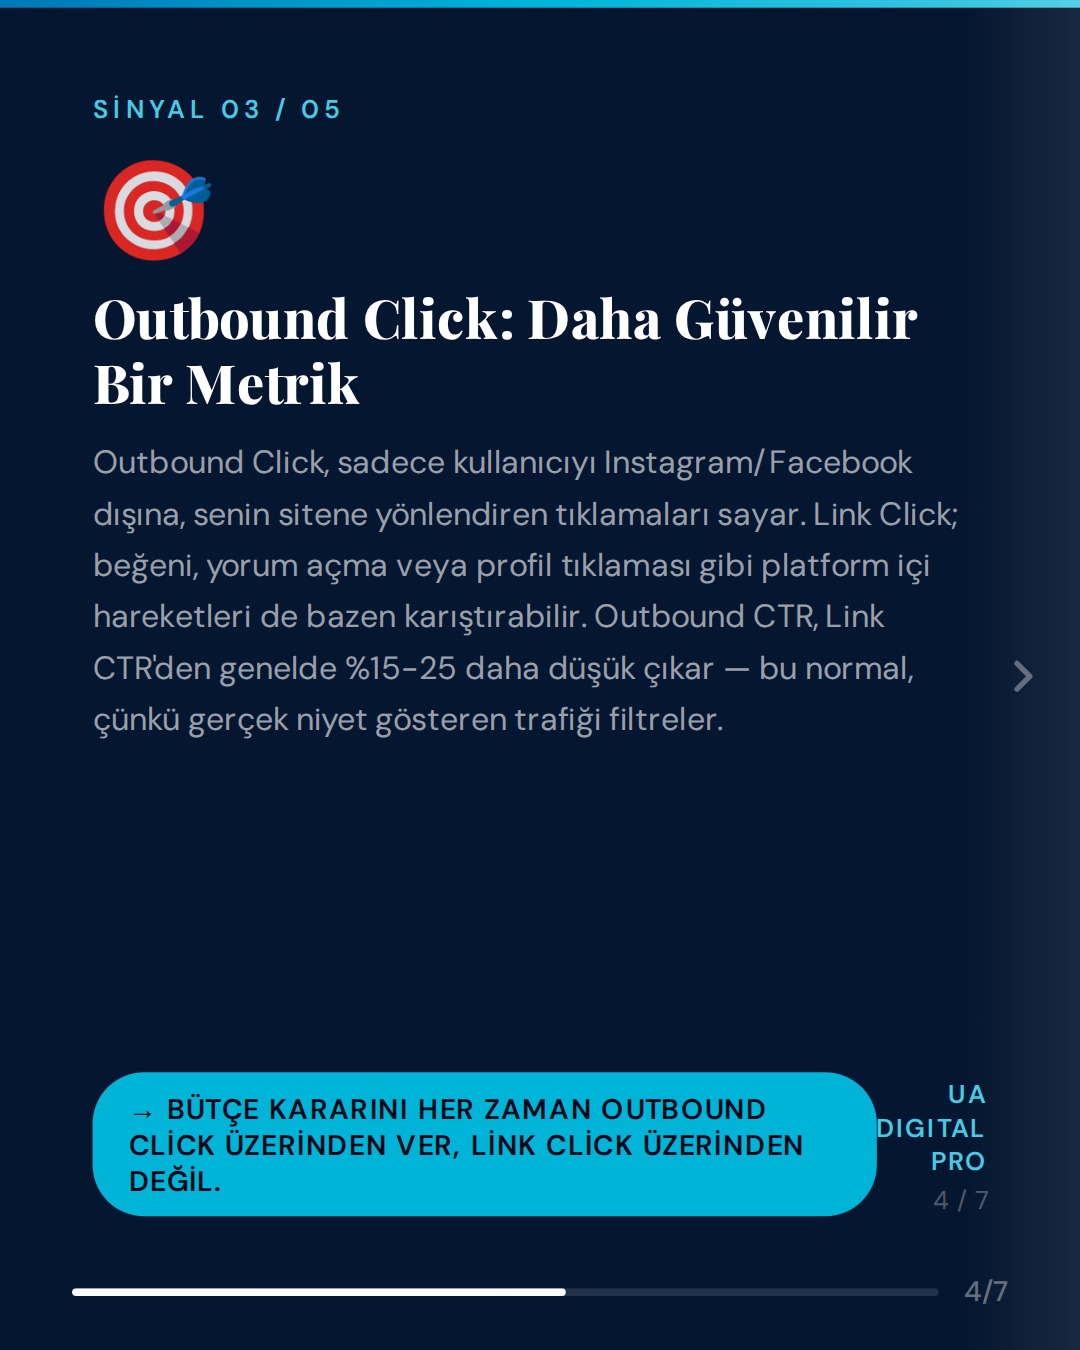 SİNYAL 03 / 05
Outbound Click: Daha Güvenilir
Bir Metrik
Outbound Click, sadece kullanıcıyı Instagram/Facebook
dışına, senin sitene yönlendiren tıklamaları sayar. Link Click;
beğeni, yorum açma veya profil tıklaması gibi platform içi
hareketleri de bazen karıştırabilir. Outbound CTR, Link
CTR'den genelde %15-25 daha düşük çıkar — bu normal,
çünkü gerçek niyet gösteren trafiği filtreler.
→ BÜTÇE KARARINI HER ZAMAN OUTBOUND
CLİCK ÜZERİNDEN VER, LİNK CLİCK ÜZERİNDEN
DEĞİL.
UA
DIGITAL
PRO
4 / 7
4/7